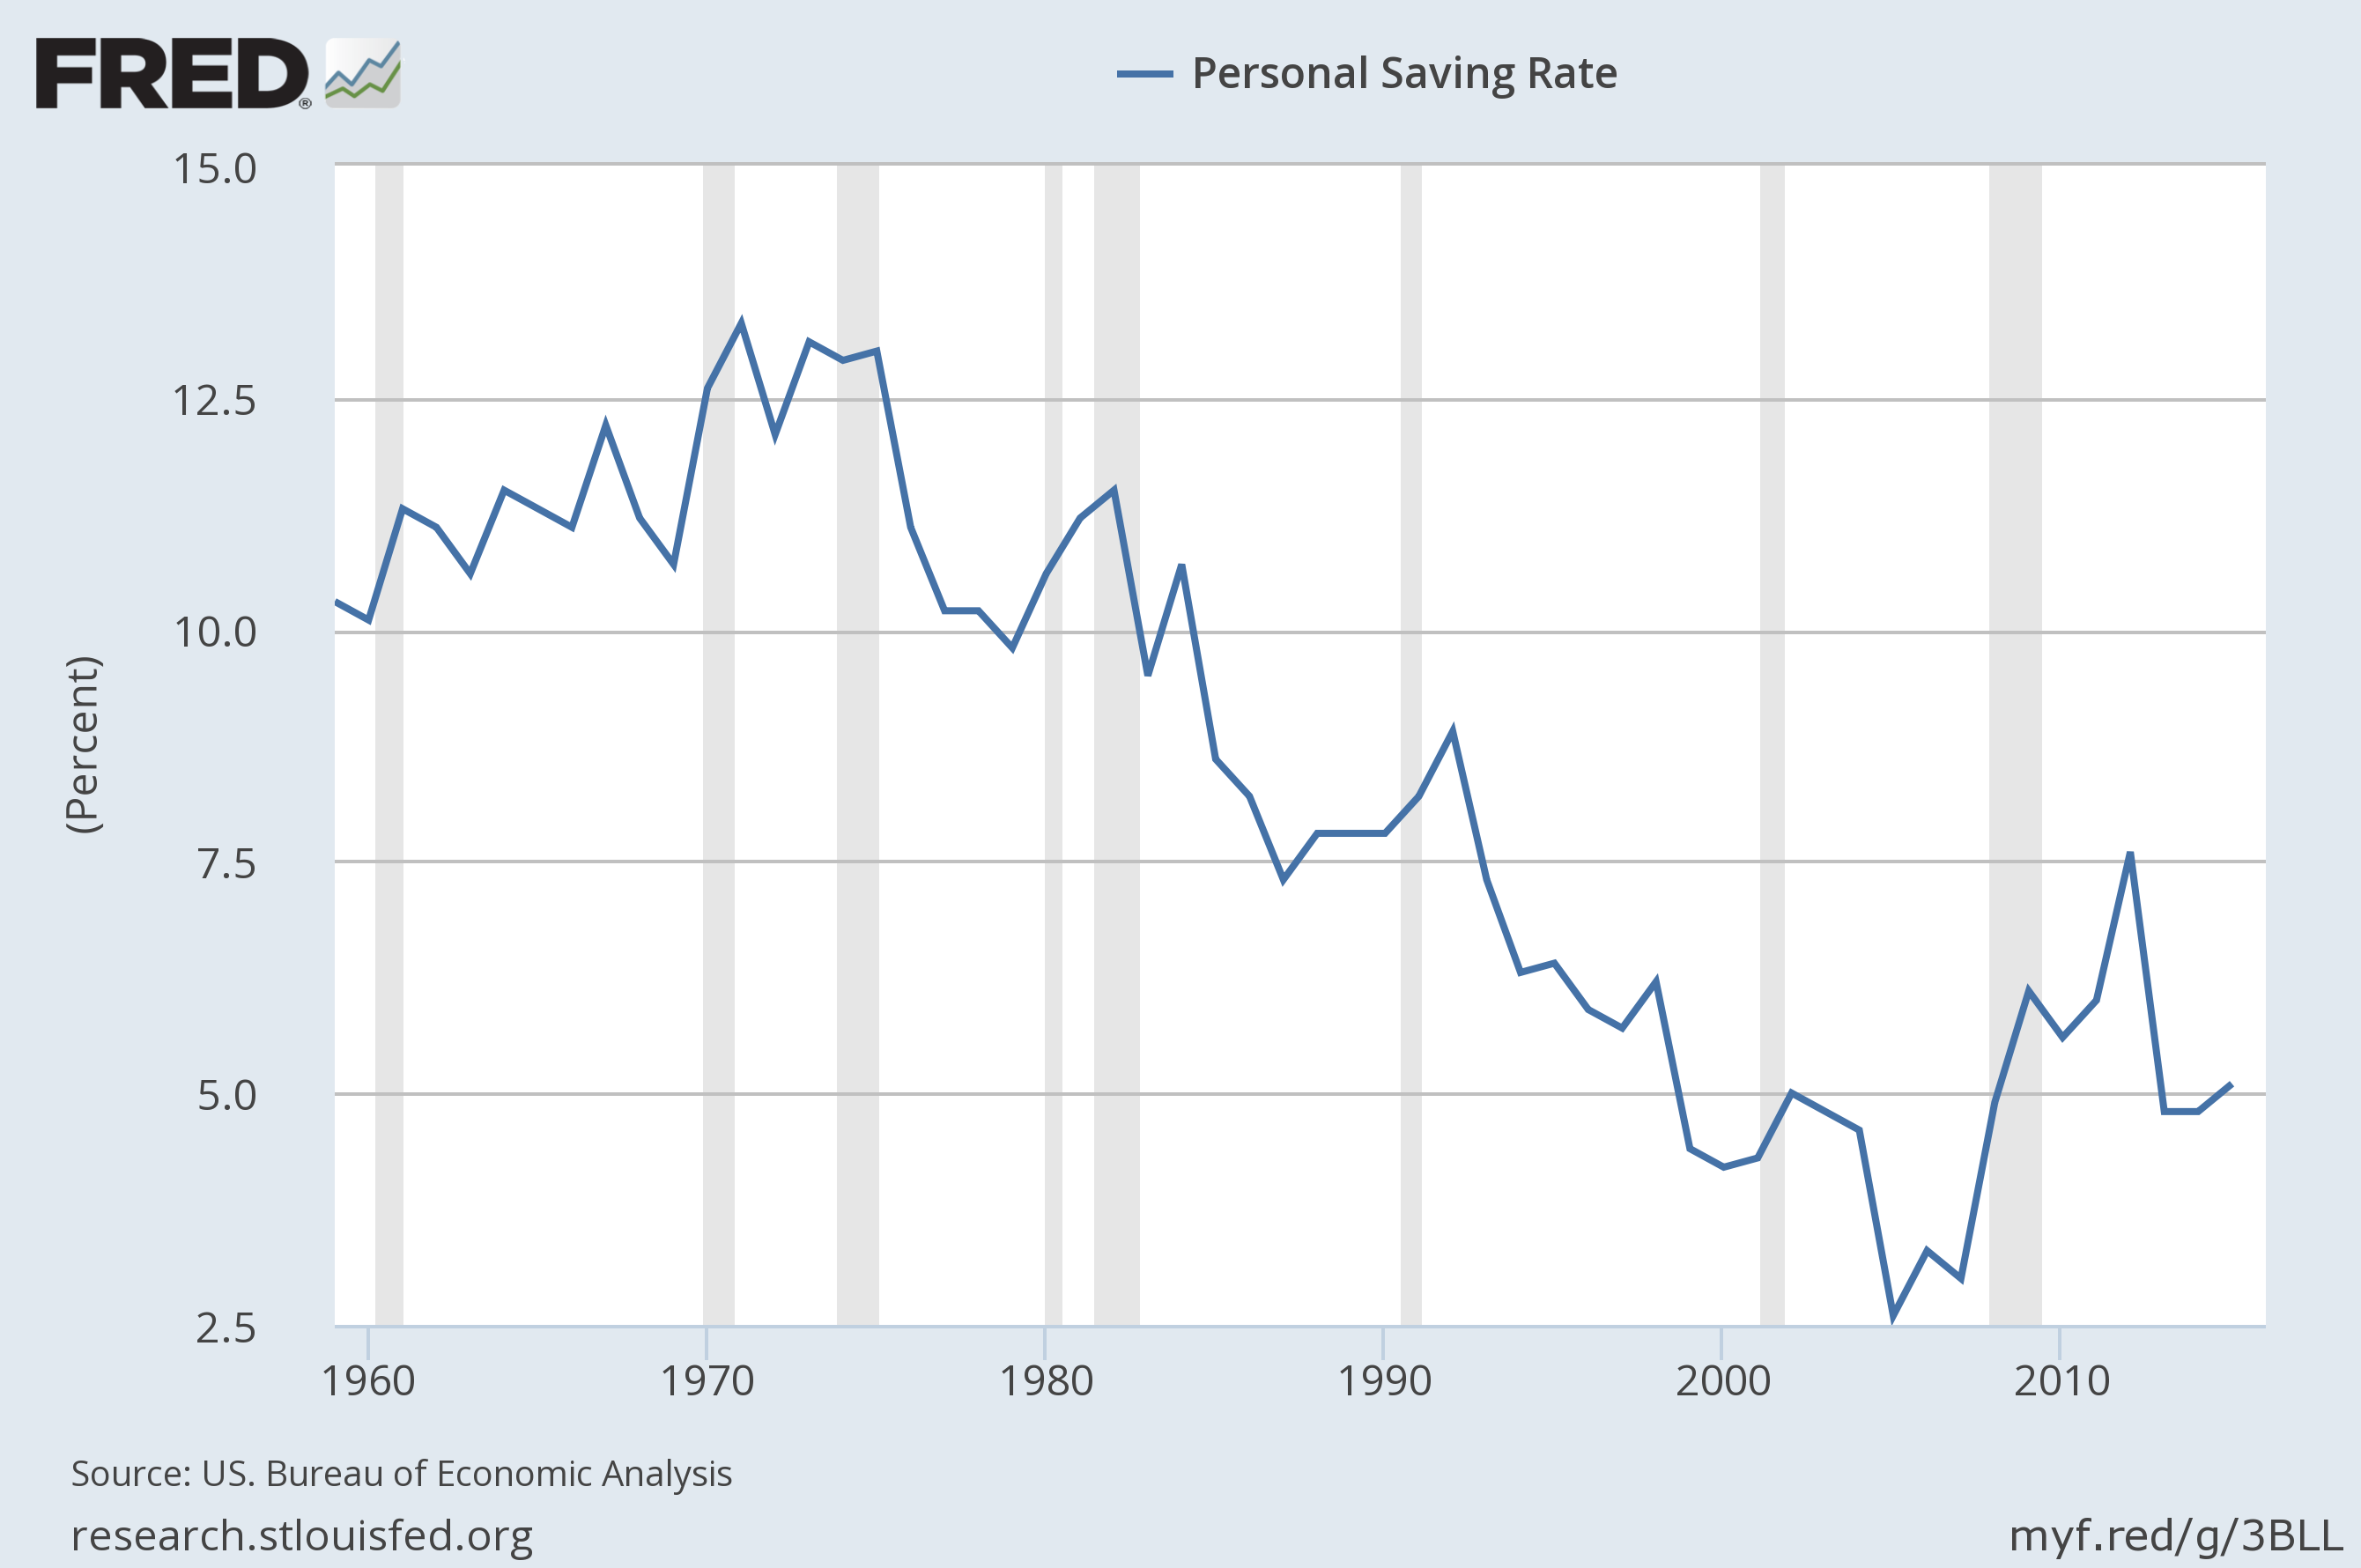 FRED®
Personal Saving Rate
15.0
12.5
10.0
7.5
5.0
2.5
(Percent)
1960 1970 1980 1990 2000 2010
Source: US. Bureau of Economic Analysis
research.stlouisfed.org
myf.red/g/3BLL